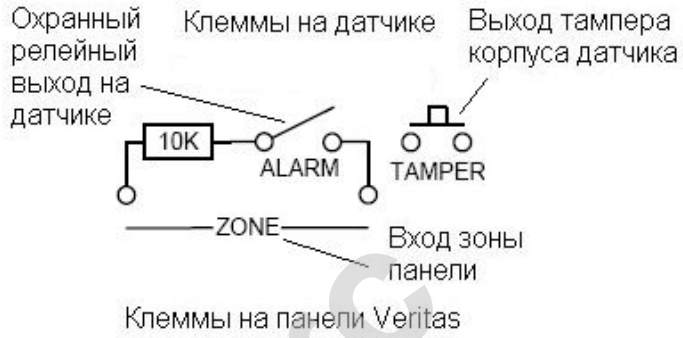 Охранный
релейный
выход на
датчике
Клеммы на датчике
Выход тампера
корпуса датчика
10K
ALARM
TAMPER
ZONE
Вход зоны
панели
Клеммы на панели Veritas